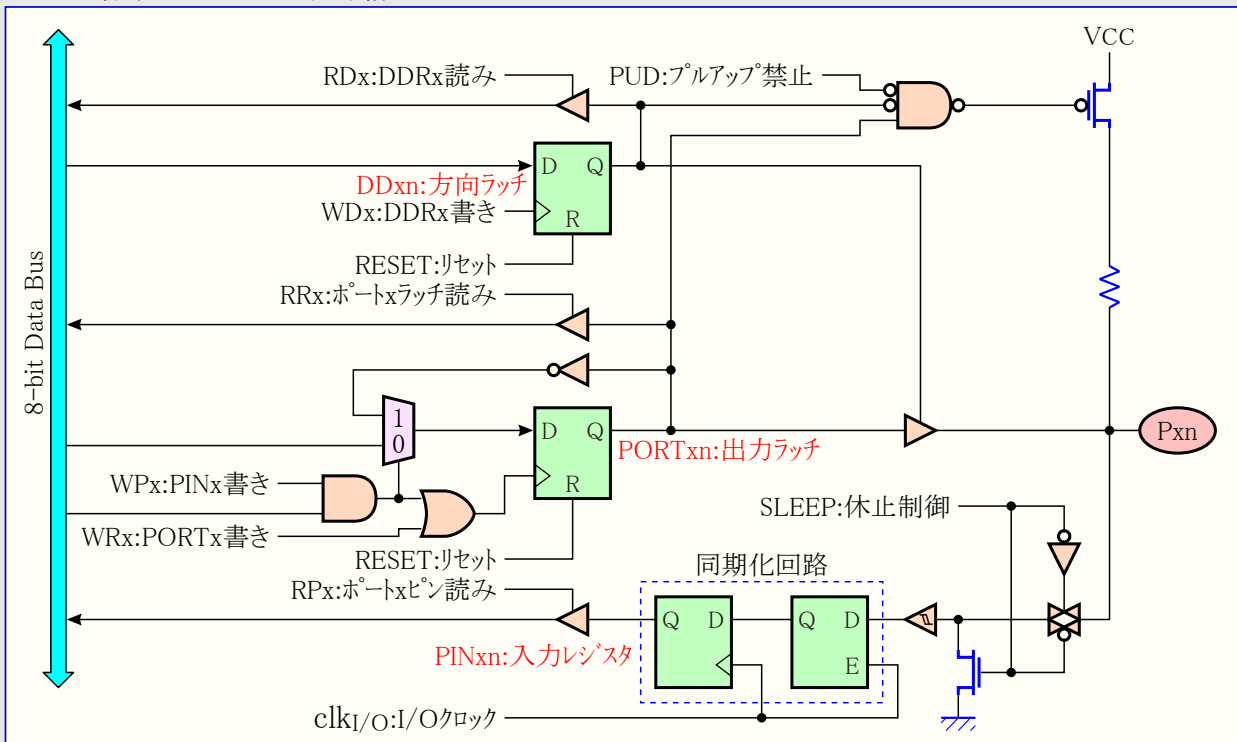 VCC
RDx:DDRx読み
PUD:プルアップ禁止
D Q
DDxn:方向ラッチ
WDx:DDRx書き
R
RESET:リセット
RRx:ポートxラッチ読み
8-bit Data Bus
1
0
D Q
PORTxn:出力ラッチ
Pxn
WPx:PINx書き
R
SLEEP:休止制御
WRx:PORTx書き
RESET:リセット
同期化回路
RPx:ポートxピン読み
Q D
Q D
PINxn:入力レジスタ
E
clkI/O:I/Oクロック